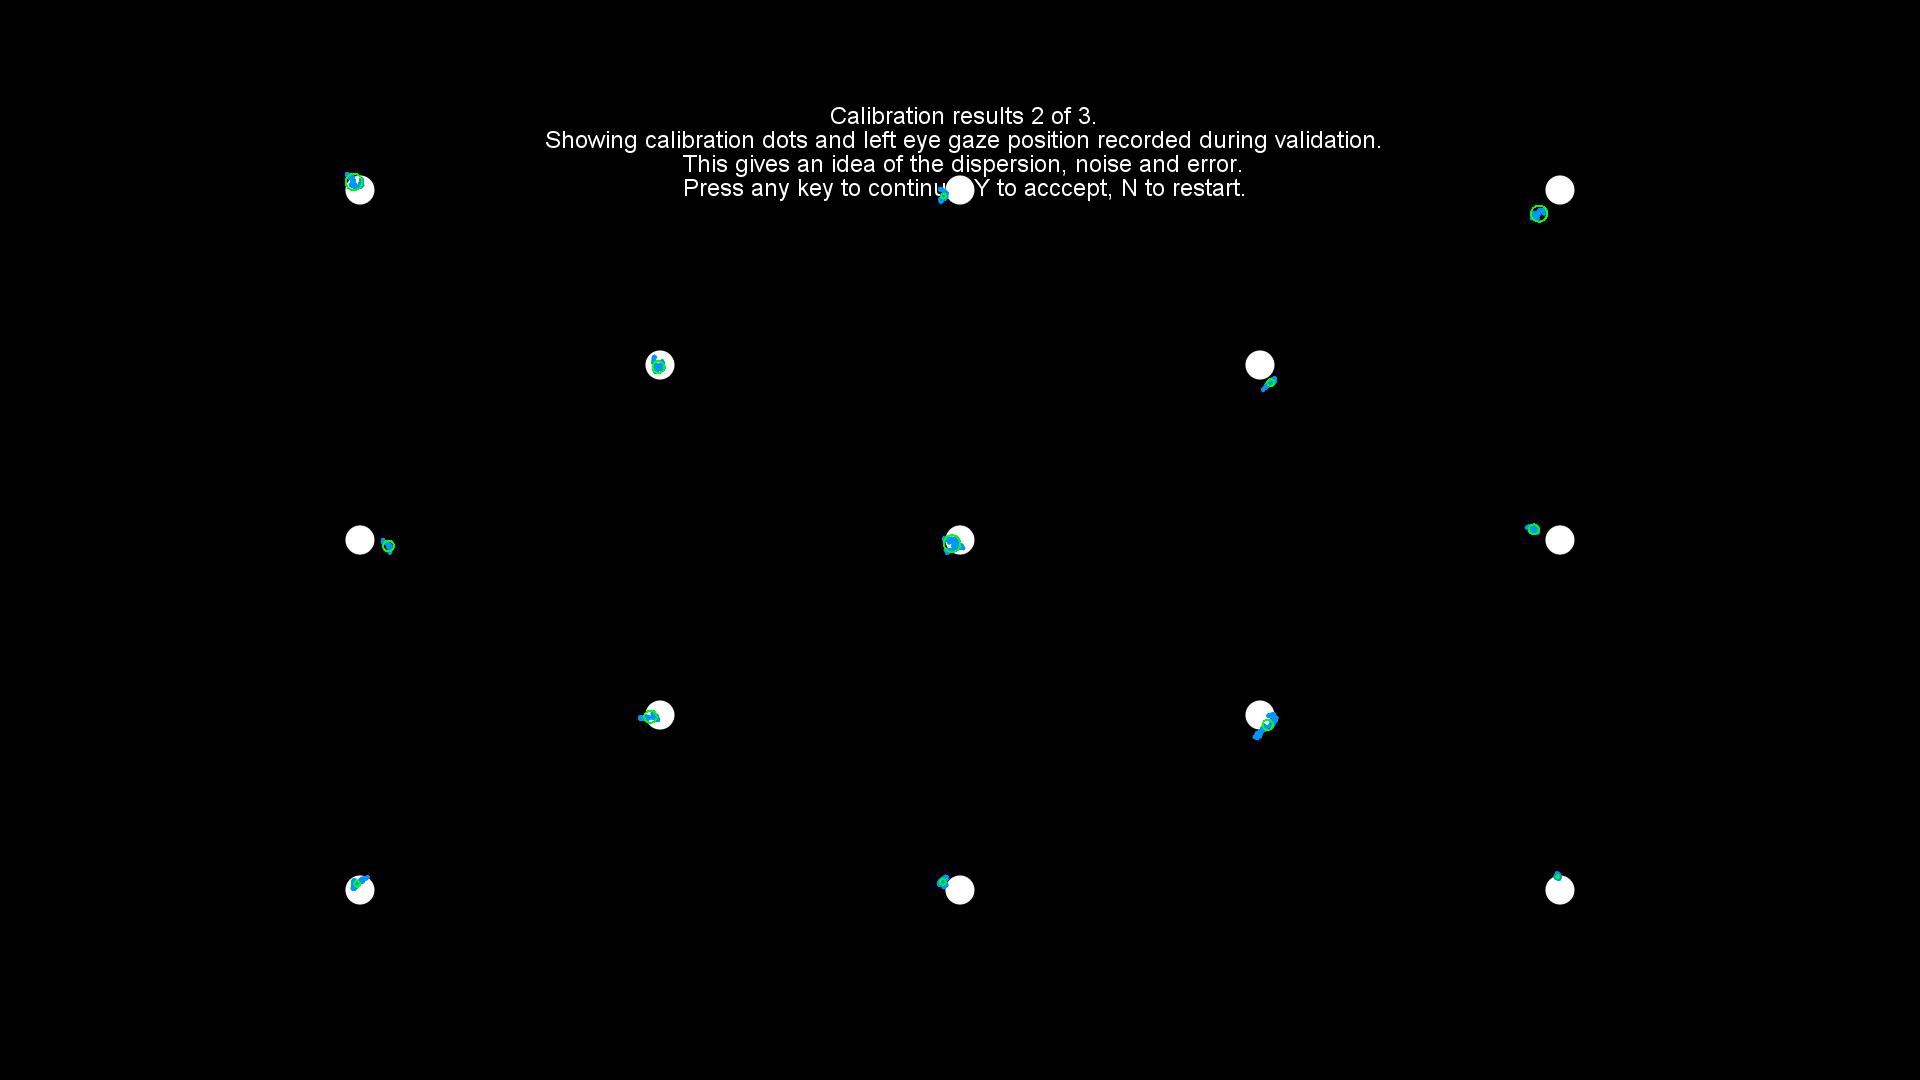 Calibration results 2 of 3.
Showing calibration dots and left eye gaze position recorded during validation.
This gives an idea of the dispersion, noise and error.
Press any key to continu Y to acccept, N to restart.